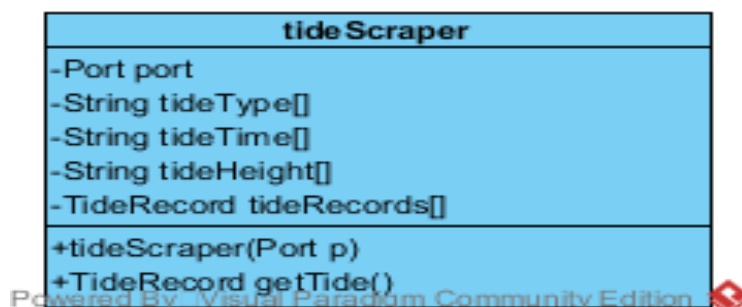 tideScraper
-Port port
-String tideType[]
-String tideTime[]
-String tideHeight[]
-TideRecord tideRecords[]
+tideScraper(Port p)
+TideRecord getTide()
Powered By Visual Paradigm Community Edition